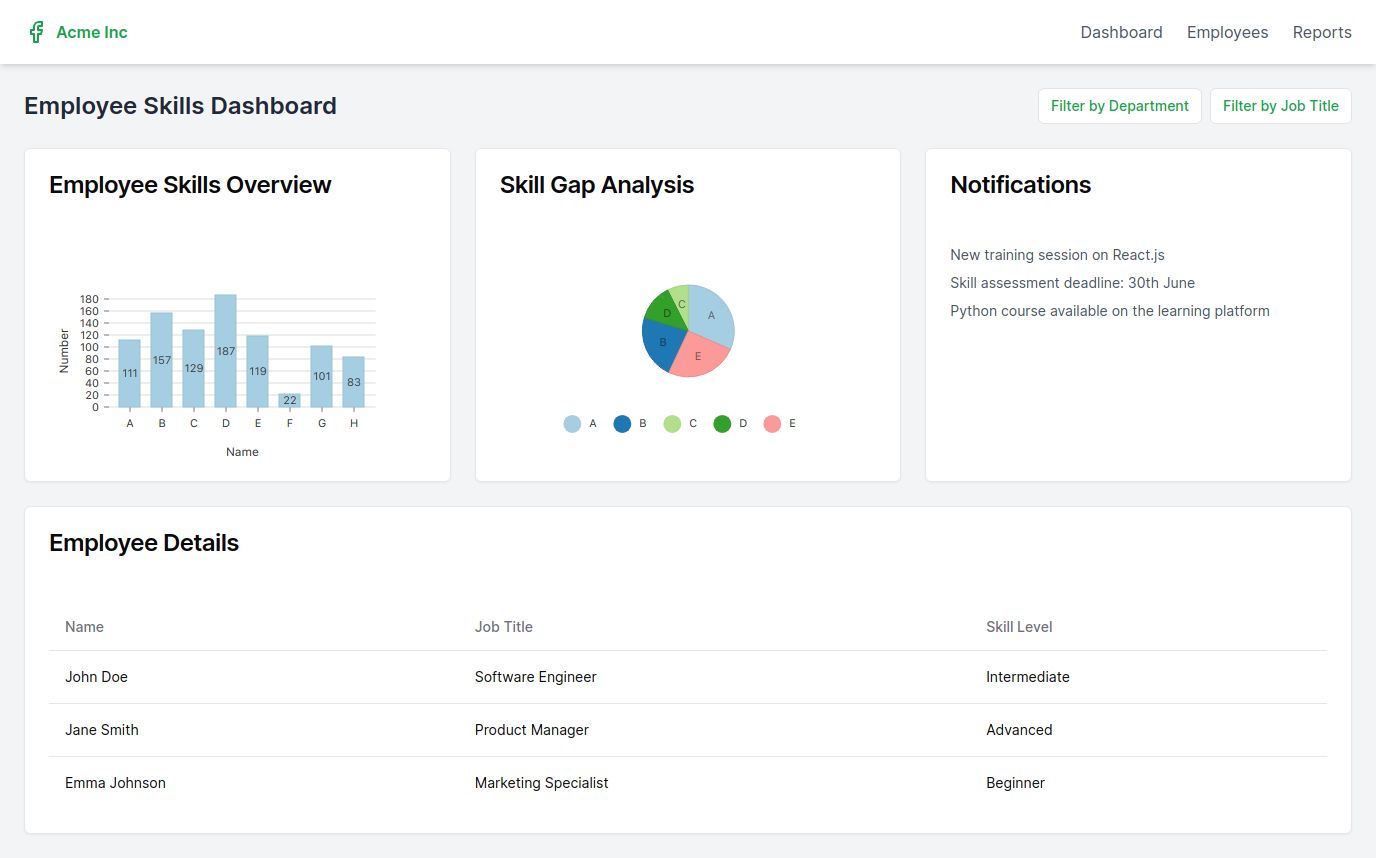 Acme Inc
Dashboard Employees Reports
Employee Skills Dashboard
Filter by Department Filter by Job Title
Employee Skills Overview
180
160
140
120
100
80
60
40
20
0
Number
111 157 129 187 119 22 101 83
A B C D E F G H
Name
Skill Gap Analysis
C
A
D
B
E
A B C D E
Notifications
New training session on React.js
Skill assessment deadline: 30th June
Python course available on the learning platform
Employee Details
Name Job Title Skill Level
John Doe Software Engineer Intermediate
Jane Smith Product Manager Advanced
Emma Johnson Marketing Specialist Beginner